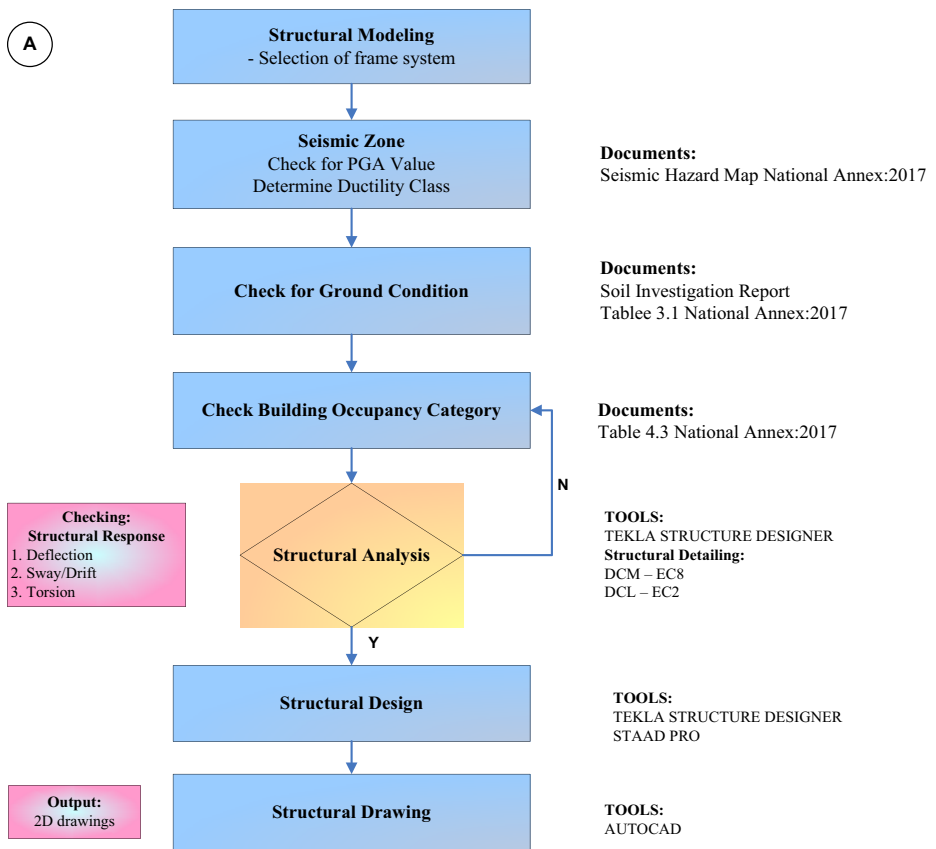 A
Structural Modeling
- Selection of frame system
Seismic Zone
Check for PGA Value
Determine Ductility Class
Documents:
Seismic Hazard Map National Annex:2017
Check for Ground Condition
Documents:
Soil Investigation Report
Tablee 3.1 National Annex:2017
Check Building Occupancy Category
Documents:
Table 4.3 National Annex:2017
N
Checking:
Structural Response
1. Deflection
2. Sway/Drift
3. Torsion
Structural Analysis
TOOLS:
TEKLA STRUCTURE DESIGNER
Structural Detailing:
DCM – EC8
DCL – EC2
Y
Structural Design
TOOLS:
TEKLA STRUCTURE DESIGNER
STAAD PRO
Output:
2D drawings
Structural Drawing
TOOLS:
AUTOCAD